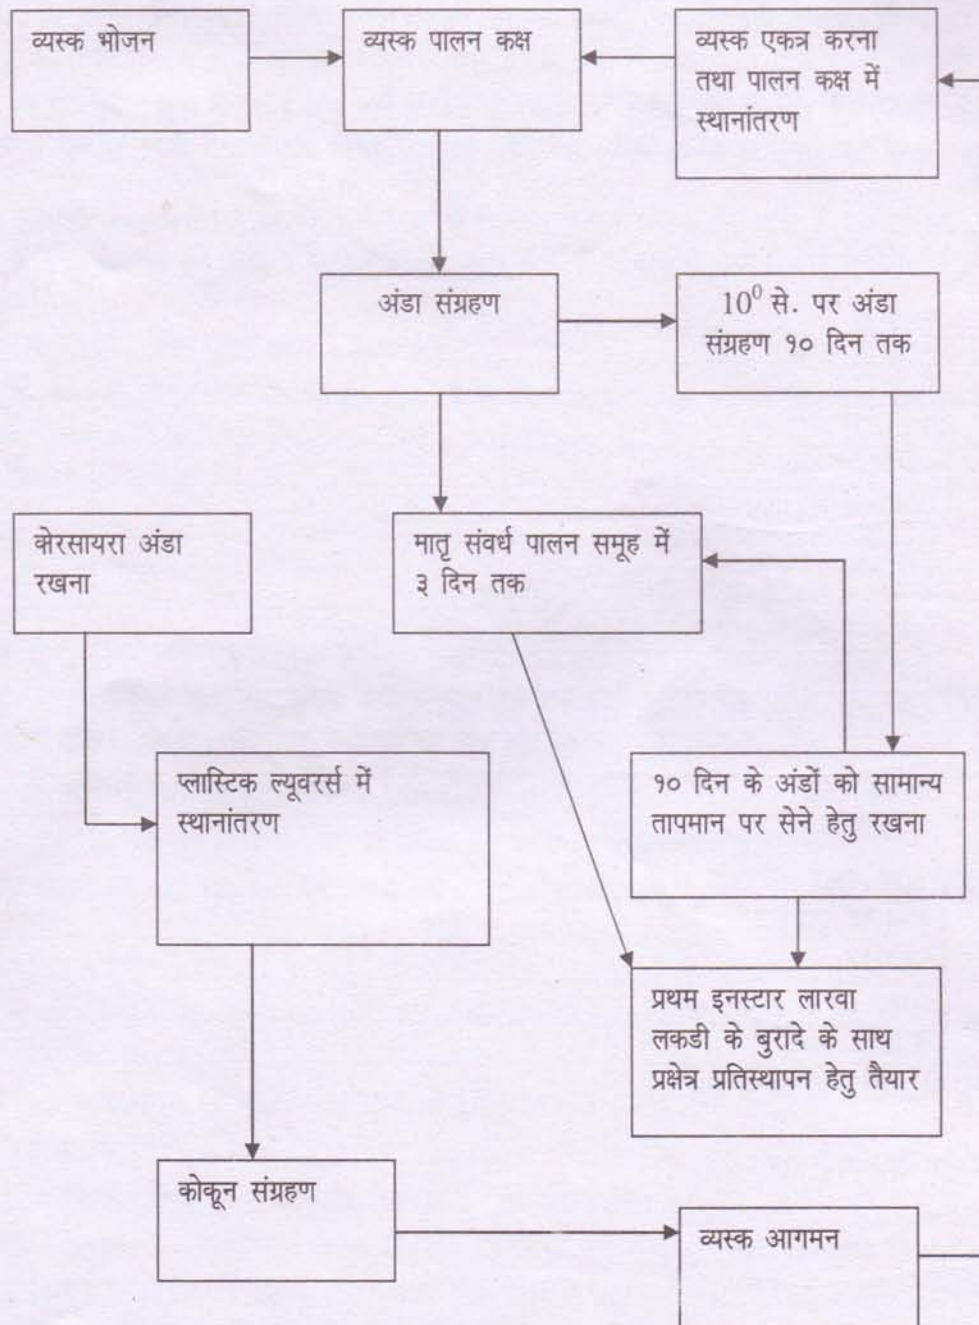 व्यस्क भोजन
व्यस्क पालन कक्ष
व्यस्क एकत्र करना
तथा पालन कक्ष में
स्थानांतरण
अंडा संग्रहण
10⁰ से. पर अंडा
संग्रहण १० दिन तक
कोरसायरा अंडा
रखना
मातृ संवर्ध पालन समूह में
३ दिन तक
प्लास्टिक ल्यूवरर्स में
स्थानांतरण
१० दिन के अंडों को सामान्य
तापमान पर सेने हेतु रखना
प्रथम इनस्टार लारवा
लकडी के बुरादे के साथ
प्रक्षेत्र प्रतिस्थापन हेतु तैयार
कोकून संग्रहण
व्यस्क आगमन